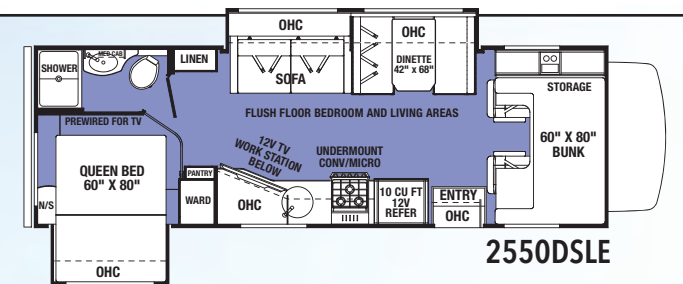 OHC
OHC
MED CAB
LINEN
SHOWER
SOFA
DINETTE
42" x 68"
STORAGE
PREWIRED FOR TV
FLUSH FLOOR BEDROOM AND LIVING AREAS
60" X 80"
BUNK
12V TV
WORK STATION
BELOW
UNDERMOUNT
CONV/MICRO
QUEEN BED
60" X 80"
PANTRY
N/S
WARD
OHC
10 CU FT
12V
REFER
ENTRY
OHC
OHC
2550DSLE